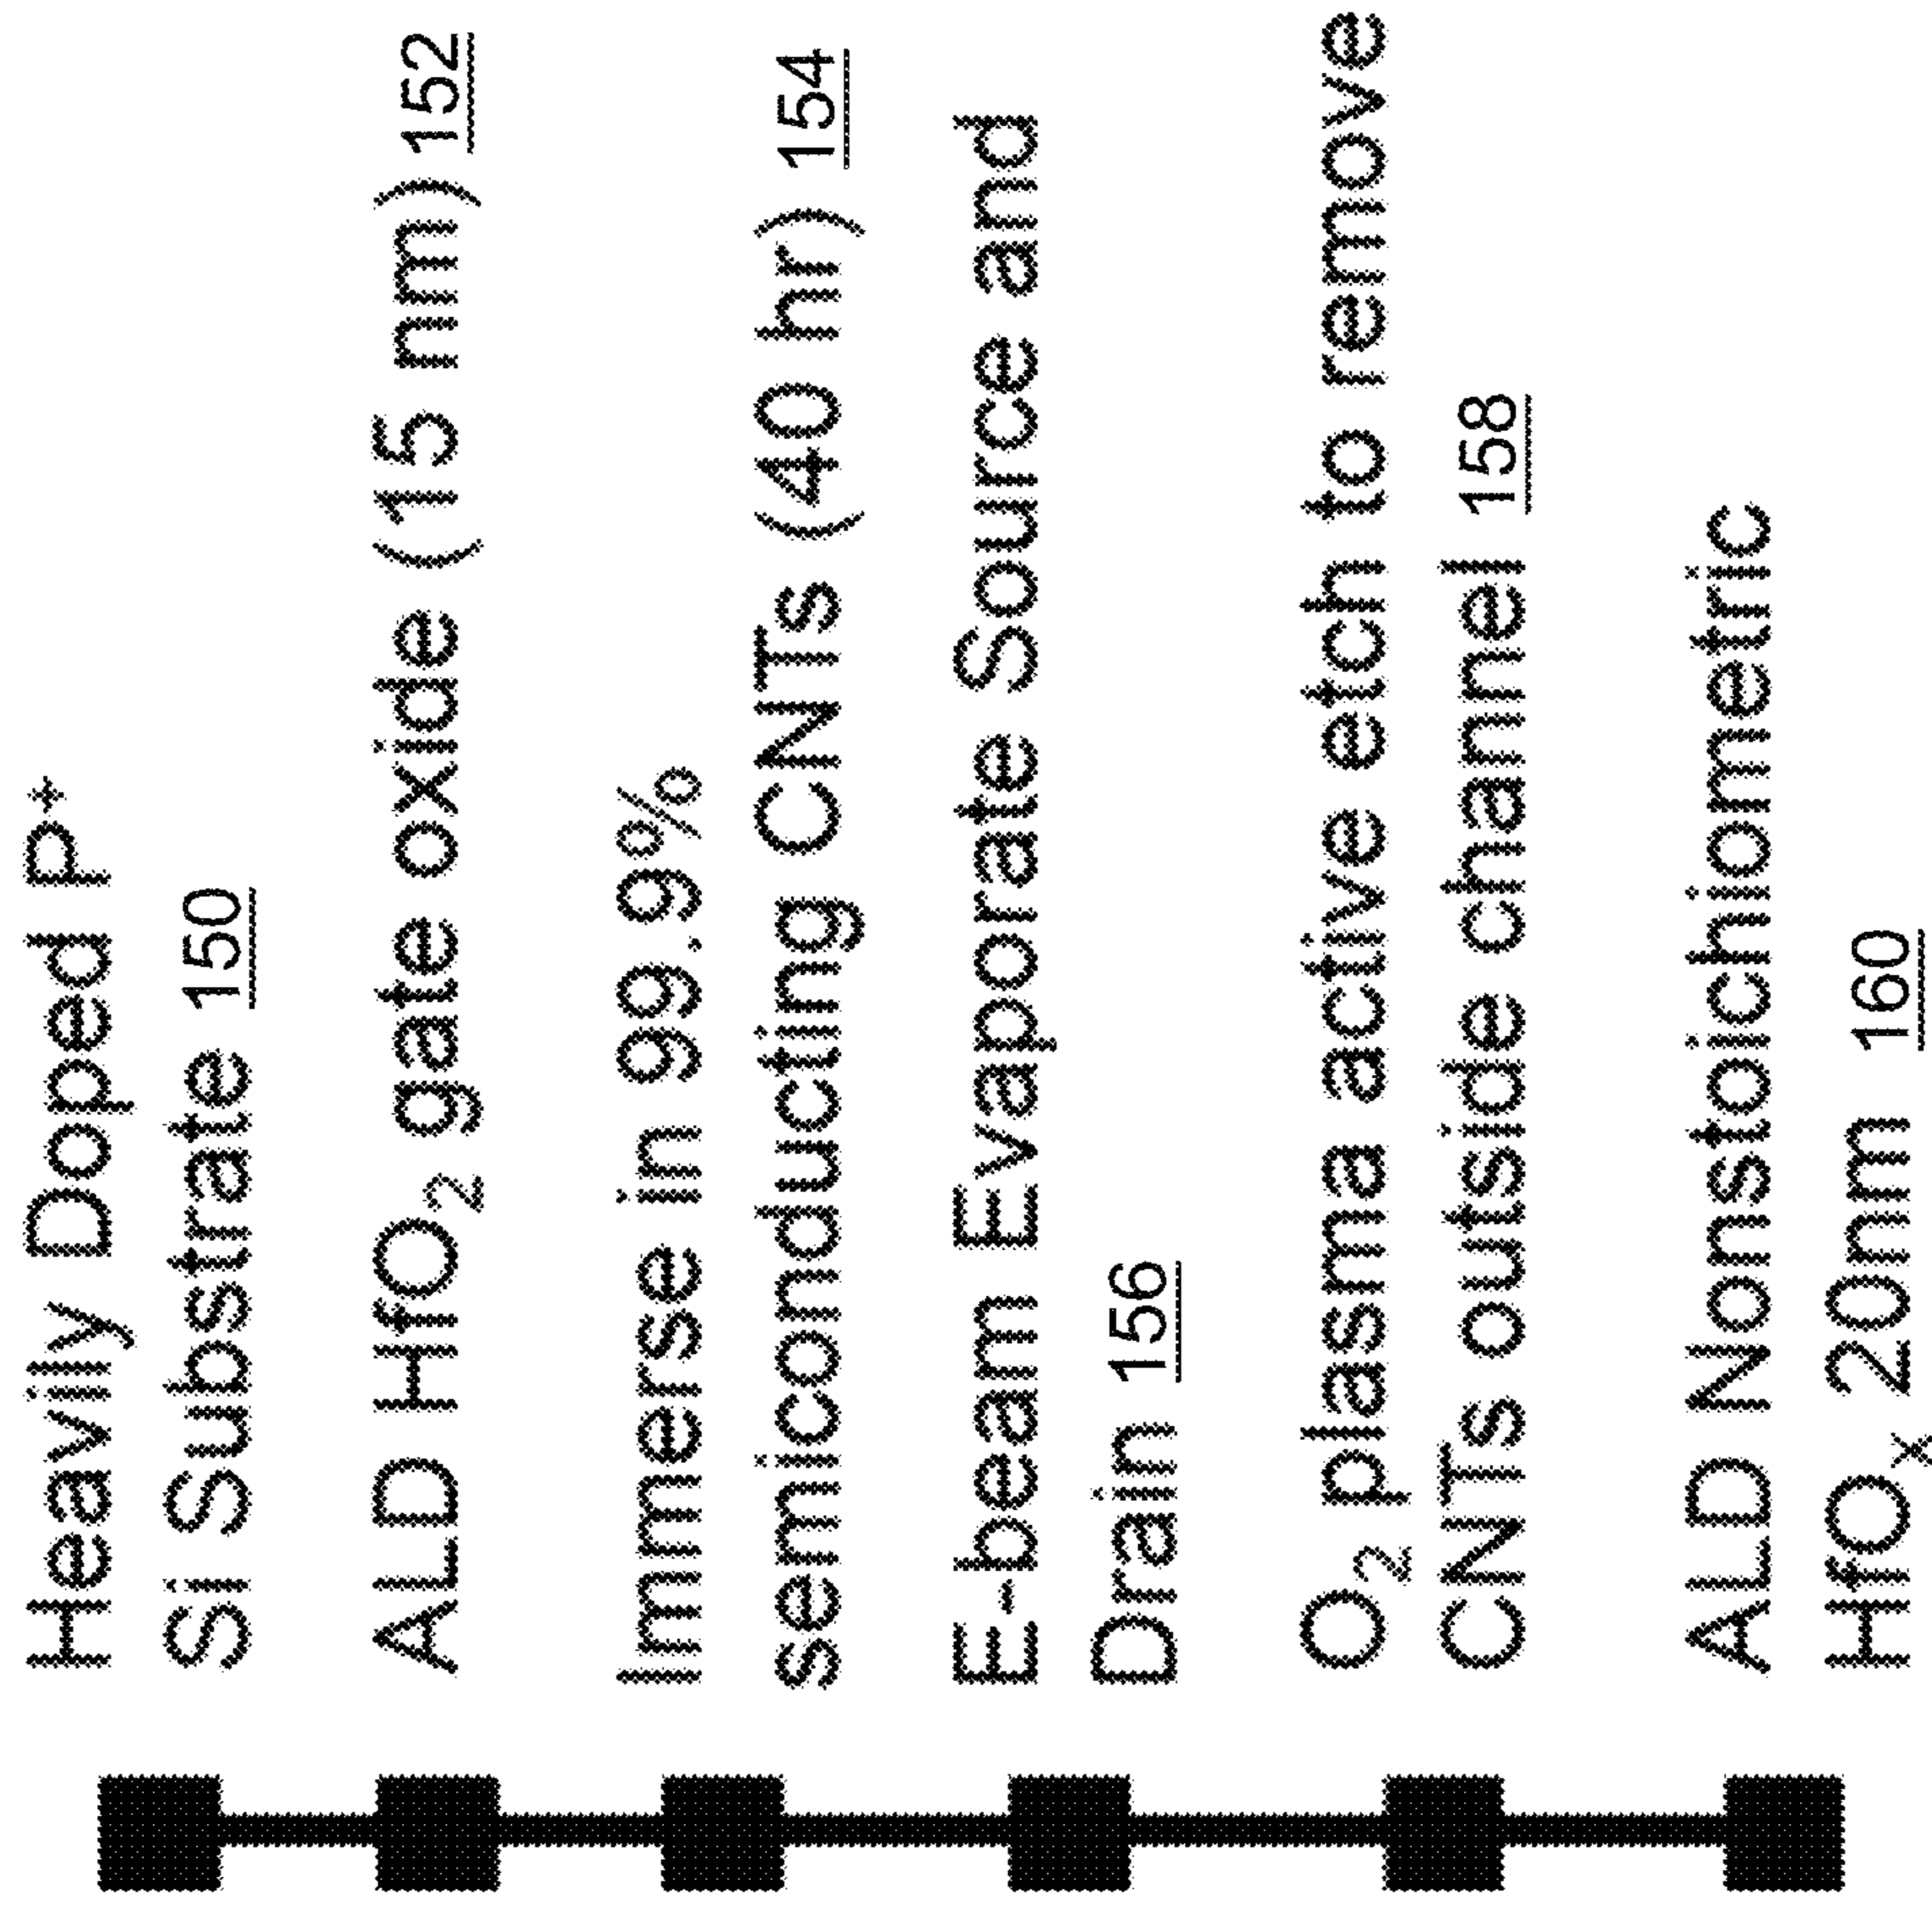 Heavily Doped P⁺
Si Substrate 150
ALD HfO₂ gate oxide (15 nm) 152
Immerse in 99.9%
semiconducting CNTs (40 hr) 154
E-beam Evaporate Source and
Drain 156
O₂ plasma active etch to remove
CNTs outside channel 158
ALD Nonstoichiometric
HfOₓ 20nm 160